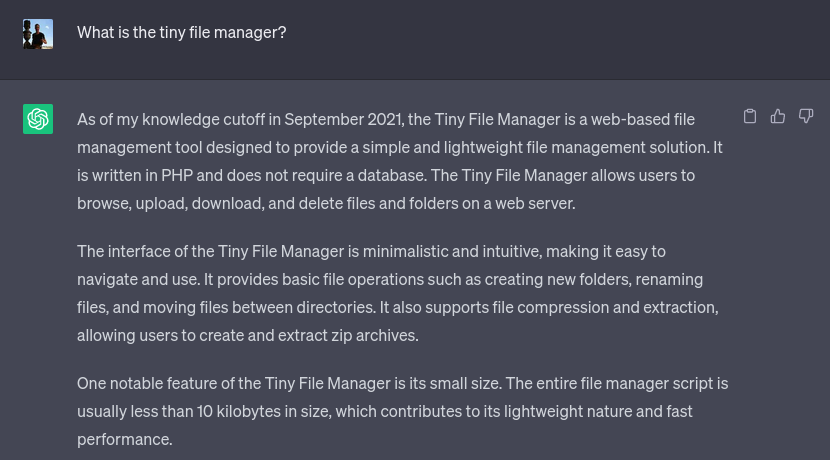 What is the tiny file manager?
As of my knowledge cutoff in September 2021, the Tiny File Manager is a web-based file
management tool designed to provide a simple and lightweight file management solution. It
is written in PHP and does not require a database. The Tiny File Manager allows users to
browse, upload, download, and delete files and folders on a web server.
The interface of the Tiny File Manager is minimalistic and intuitive, making it easy to
navigate and use. It provides basic file operations such as creating new folders, renaming
files, and moving files between directories. It also supports file compression and extraction,
allowing users to create and extract zip archives.
One notable feature of the Tiny File Manager is its small size. The entire file manager script is
usually less than 10 kilobytes in size, which contributes to its lightweight nature and fast
performance.